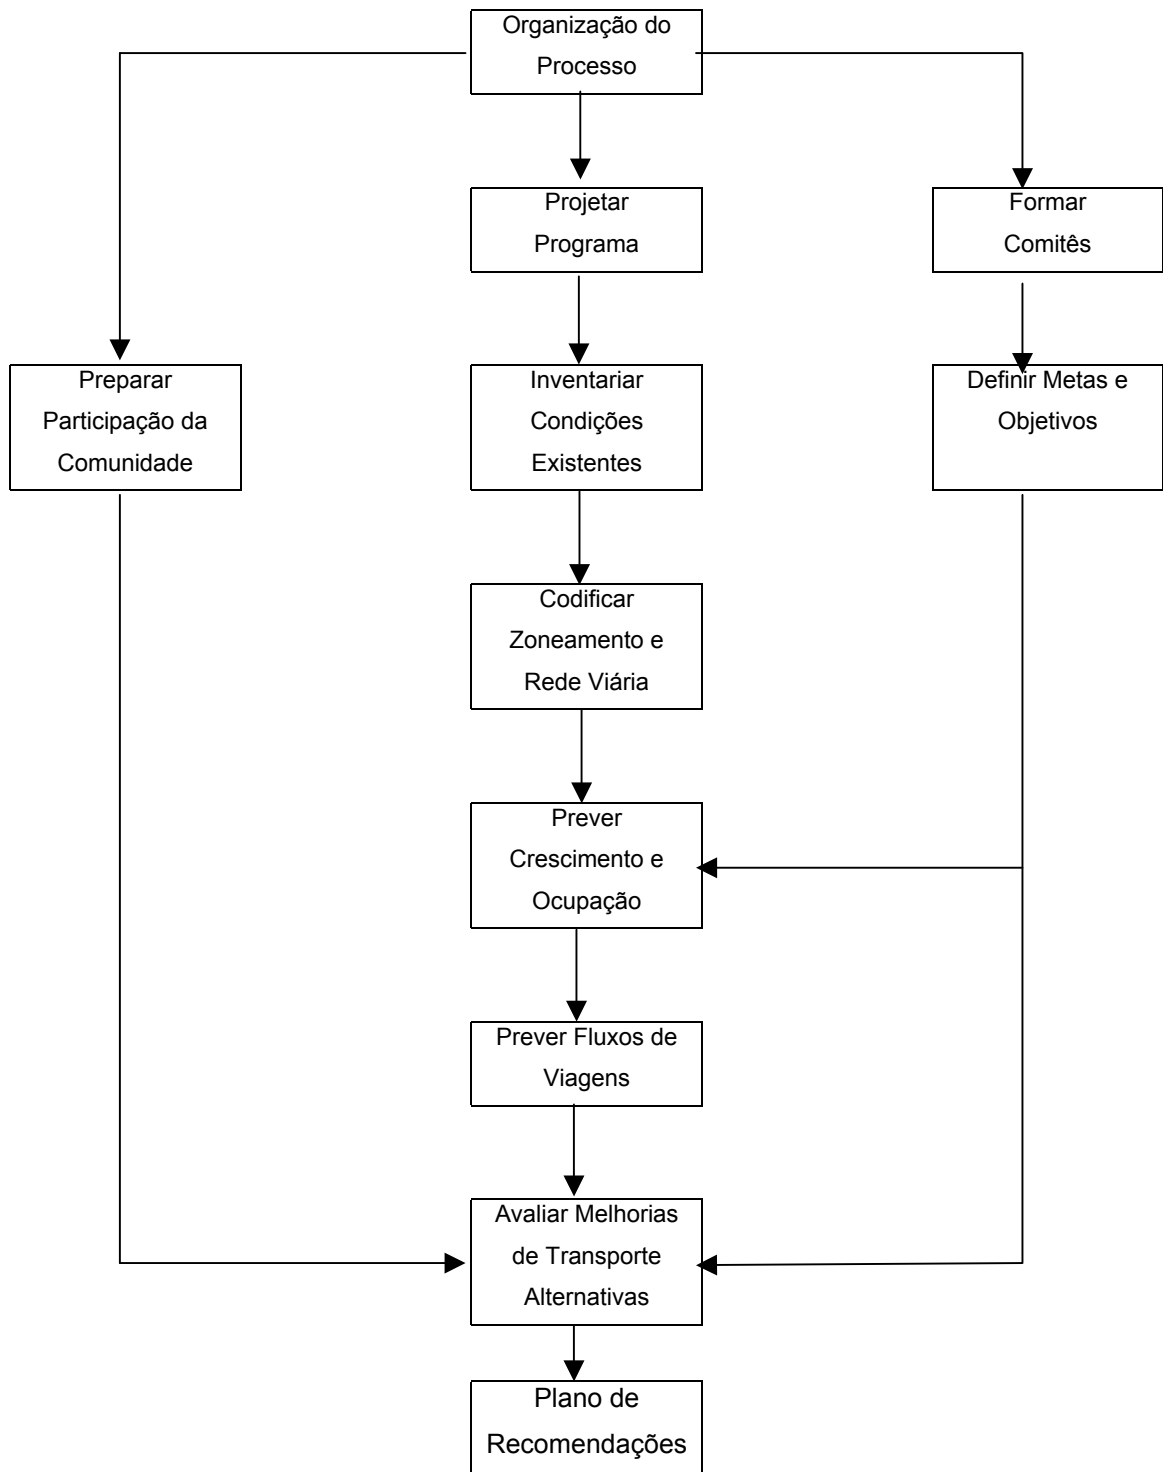 Organização do
Processo
Projetar
Programa
Formar
Comitês
Preparar
Participação da
Comunidade
Inventariar
Condições
Existentes
Definir Metas e
Objetivos
Codificar
Zoneamento e
Rede Viária
Prever
Crescimento e
Ocupação
Prever Fluxos de
Viagens
Avaliar Melhorias
de Transporte
Alternativas
Plano de
Recomendações